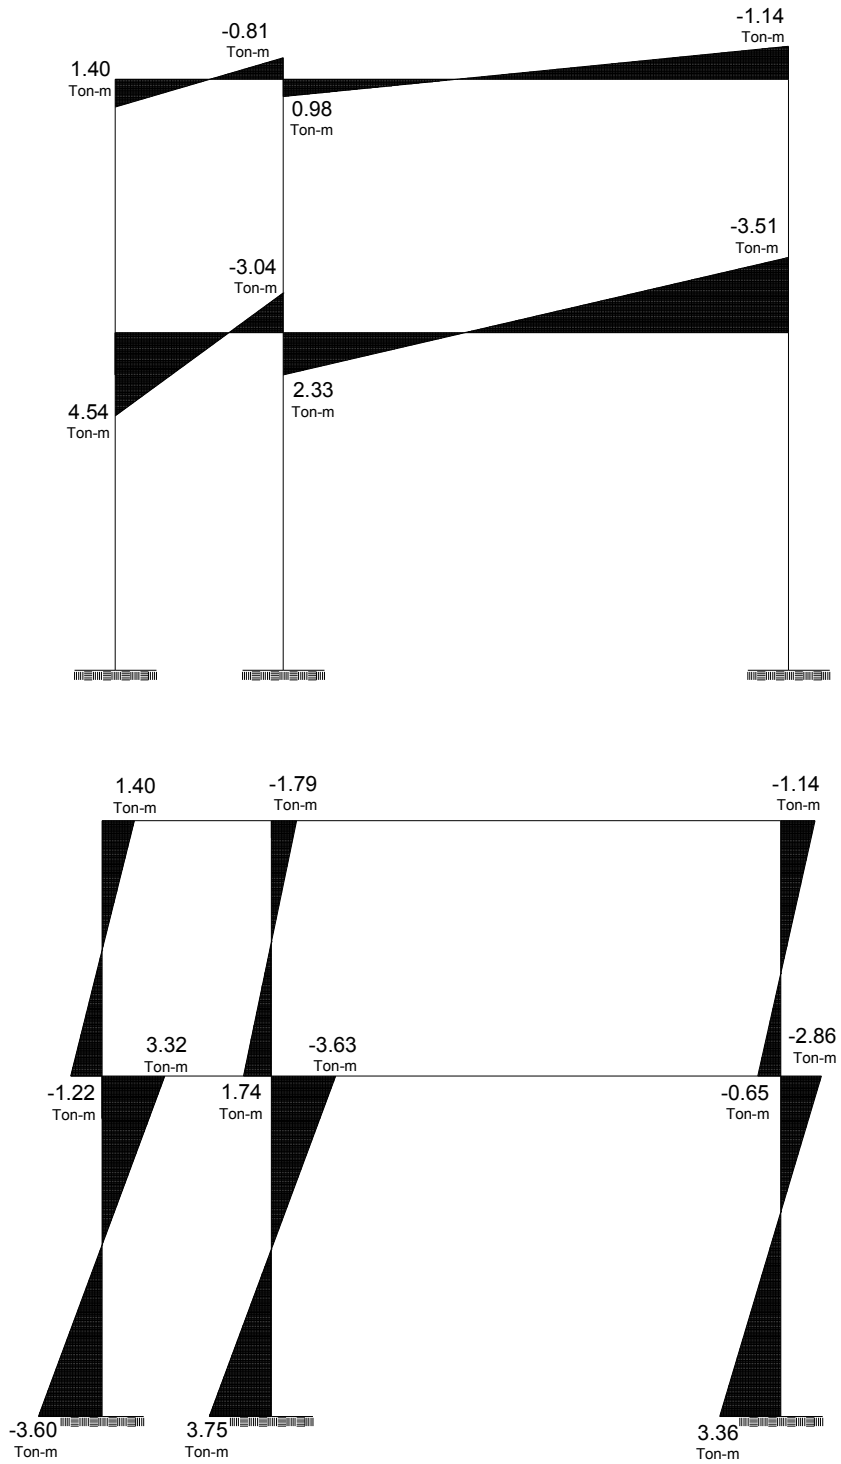 -1.14
Ton-m
-0.81
Ton-m
1.40
Ton-m
0.98
Ton-m
-3.51
Ton-m
-3.04
Ton-m
2.33
Ton-m
4.54
Ton-m
1.40
Ton-m
-1.79
Ton-m
-1.14
Ton-m
3.32
Ton-m
-3.63
Ton-m
-2.86
Ton-m
-1.22
Ton-m
1.74
Ton-m
-0.65
Ton-m
-3.60
Ton-m
3.75
Ton-m
3.36
Ton-m